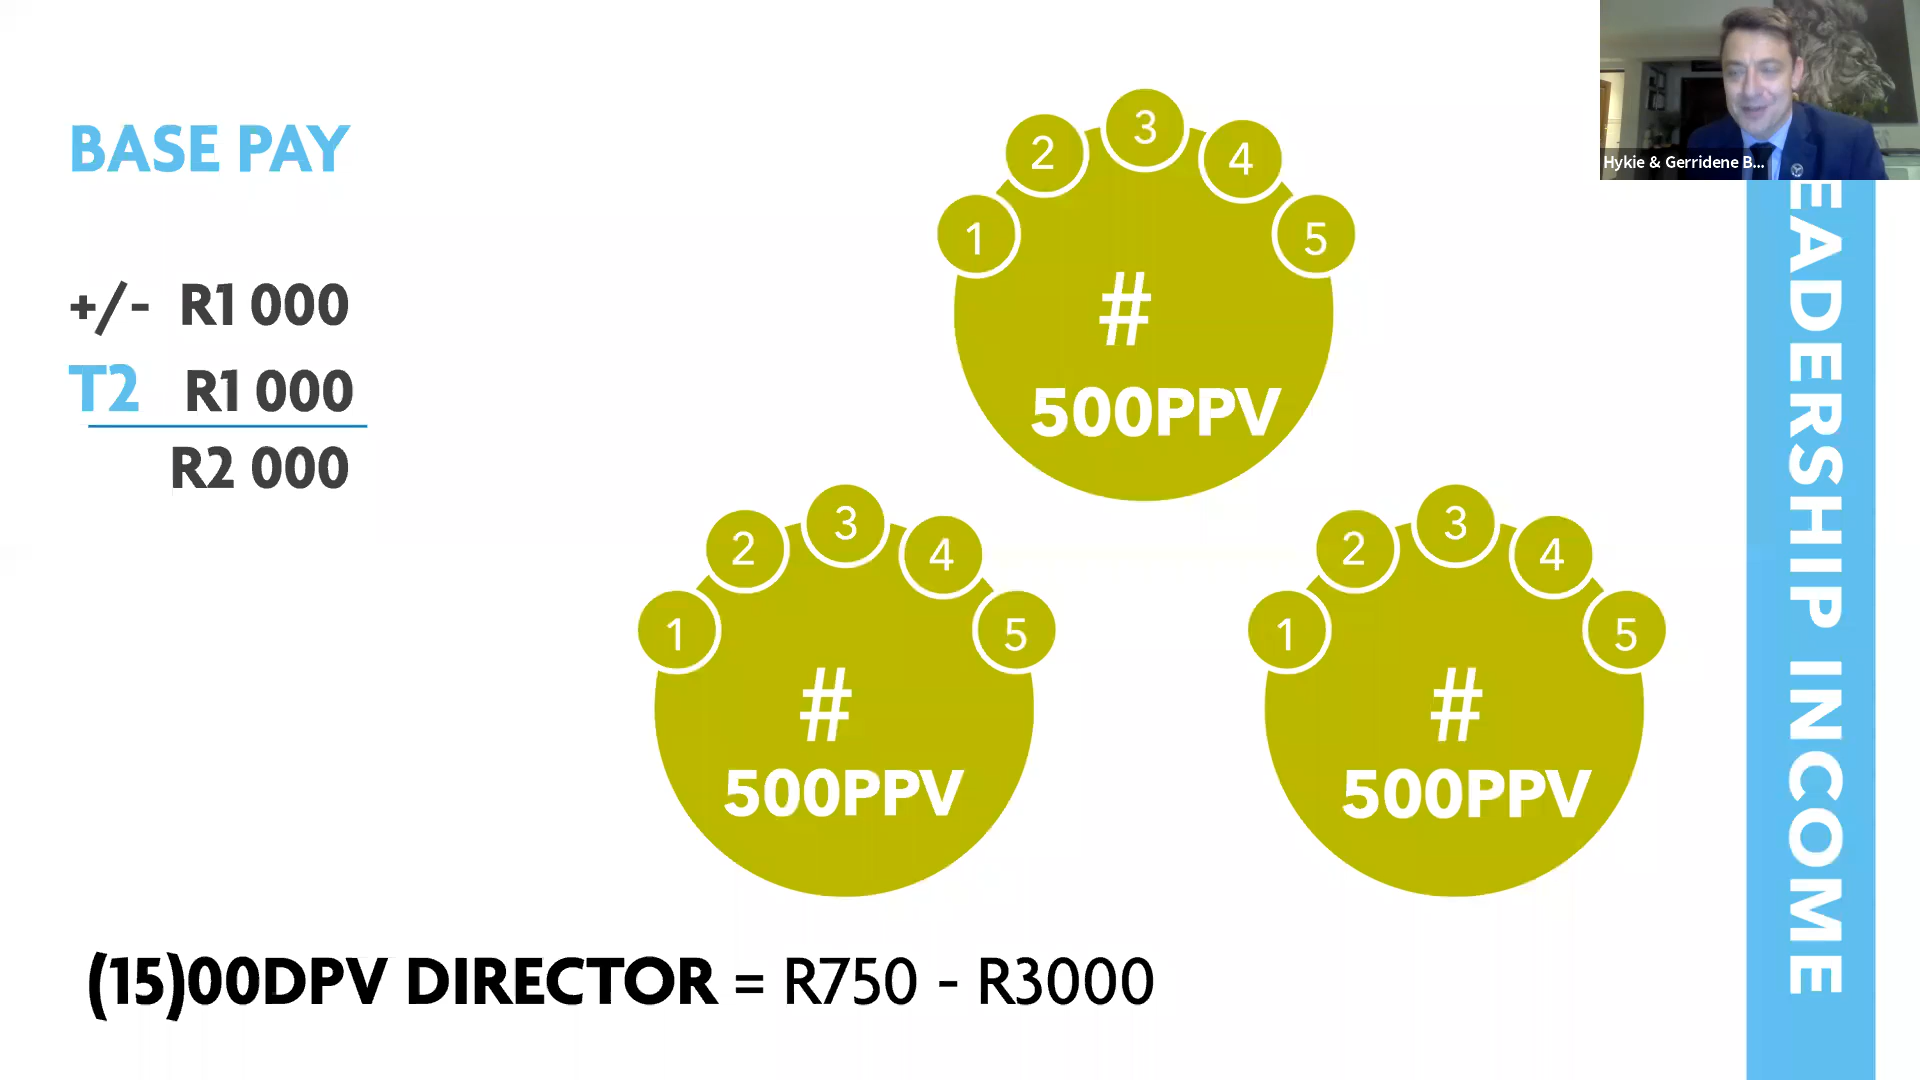 BASE PAY
+/- R1 000
T2 R1 000
R2 000
1
2
3
4
5
#
500PPV
1
2
3
4
5
#
500PPV
1
2
3
4
5
#
500PPV
(15)00DPV DIRECTOR = R750 - R3000
Hykie & Gerridene B...
EADERSHIP INCOME